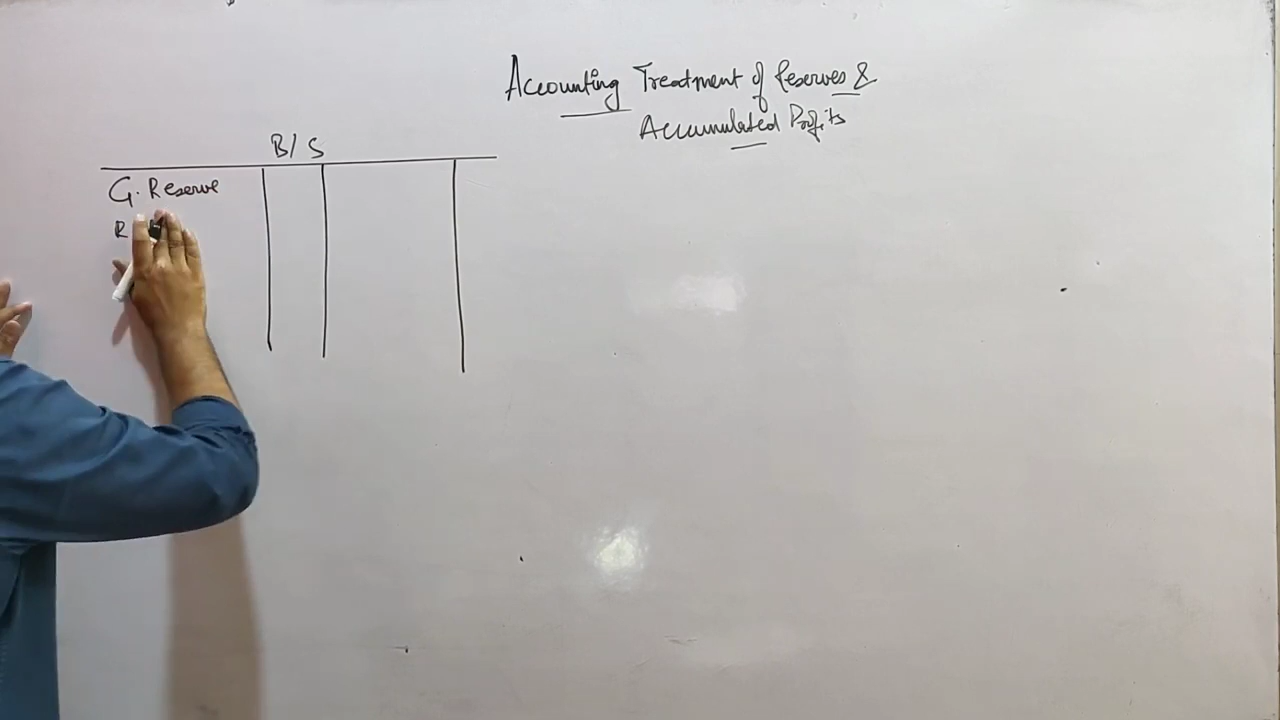 Accounting Treatment of Reserves &
Accumulated Profits
B/S
G. Reserve
R